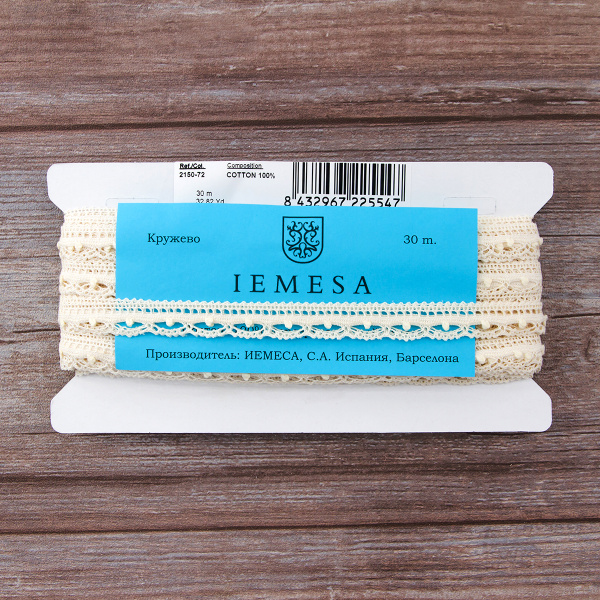 Ref./Col. Composition
2150-72 COTTON 100%
30 m
32,82 Yd
8 432967 225547
Кружево 30 m.
IEMESA
Производитель: ИЕМЕСА, С.А. Испания, Барселона